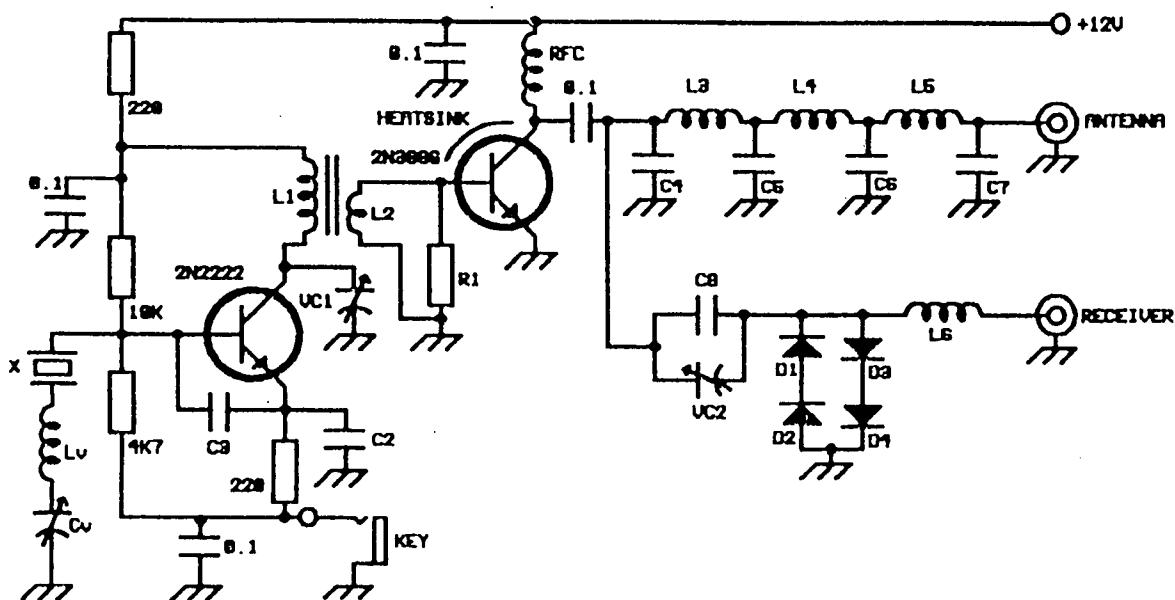 +12V
0.1
RFC
220
0.1
L3
L4
L5
HEATSINK
ANTENNA
2N3886
C4
C5
C6
C7
0.1
L1
L2
R1
2N2222
VC1
C8
10K
RECEIVER
L6
X
D1
D3
VC2
C3
C2
D2
D4
4K7
Lv
220
Cv
0.1
KEY